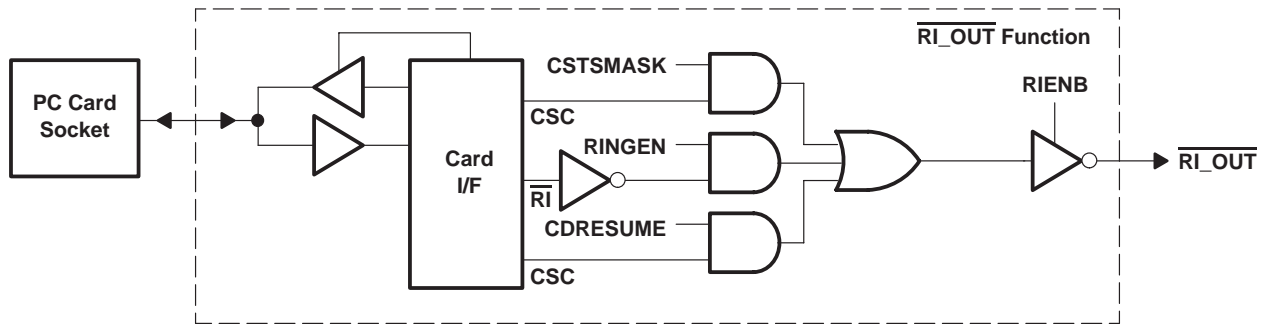 RI_OUT Function
CSTSMASK
RIENB
PC Card
Socket
CSC
RINGEN
Card
I/F
RI
RI_OUT
CDRESUME
CSC